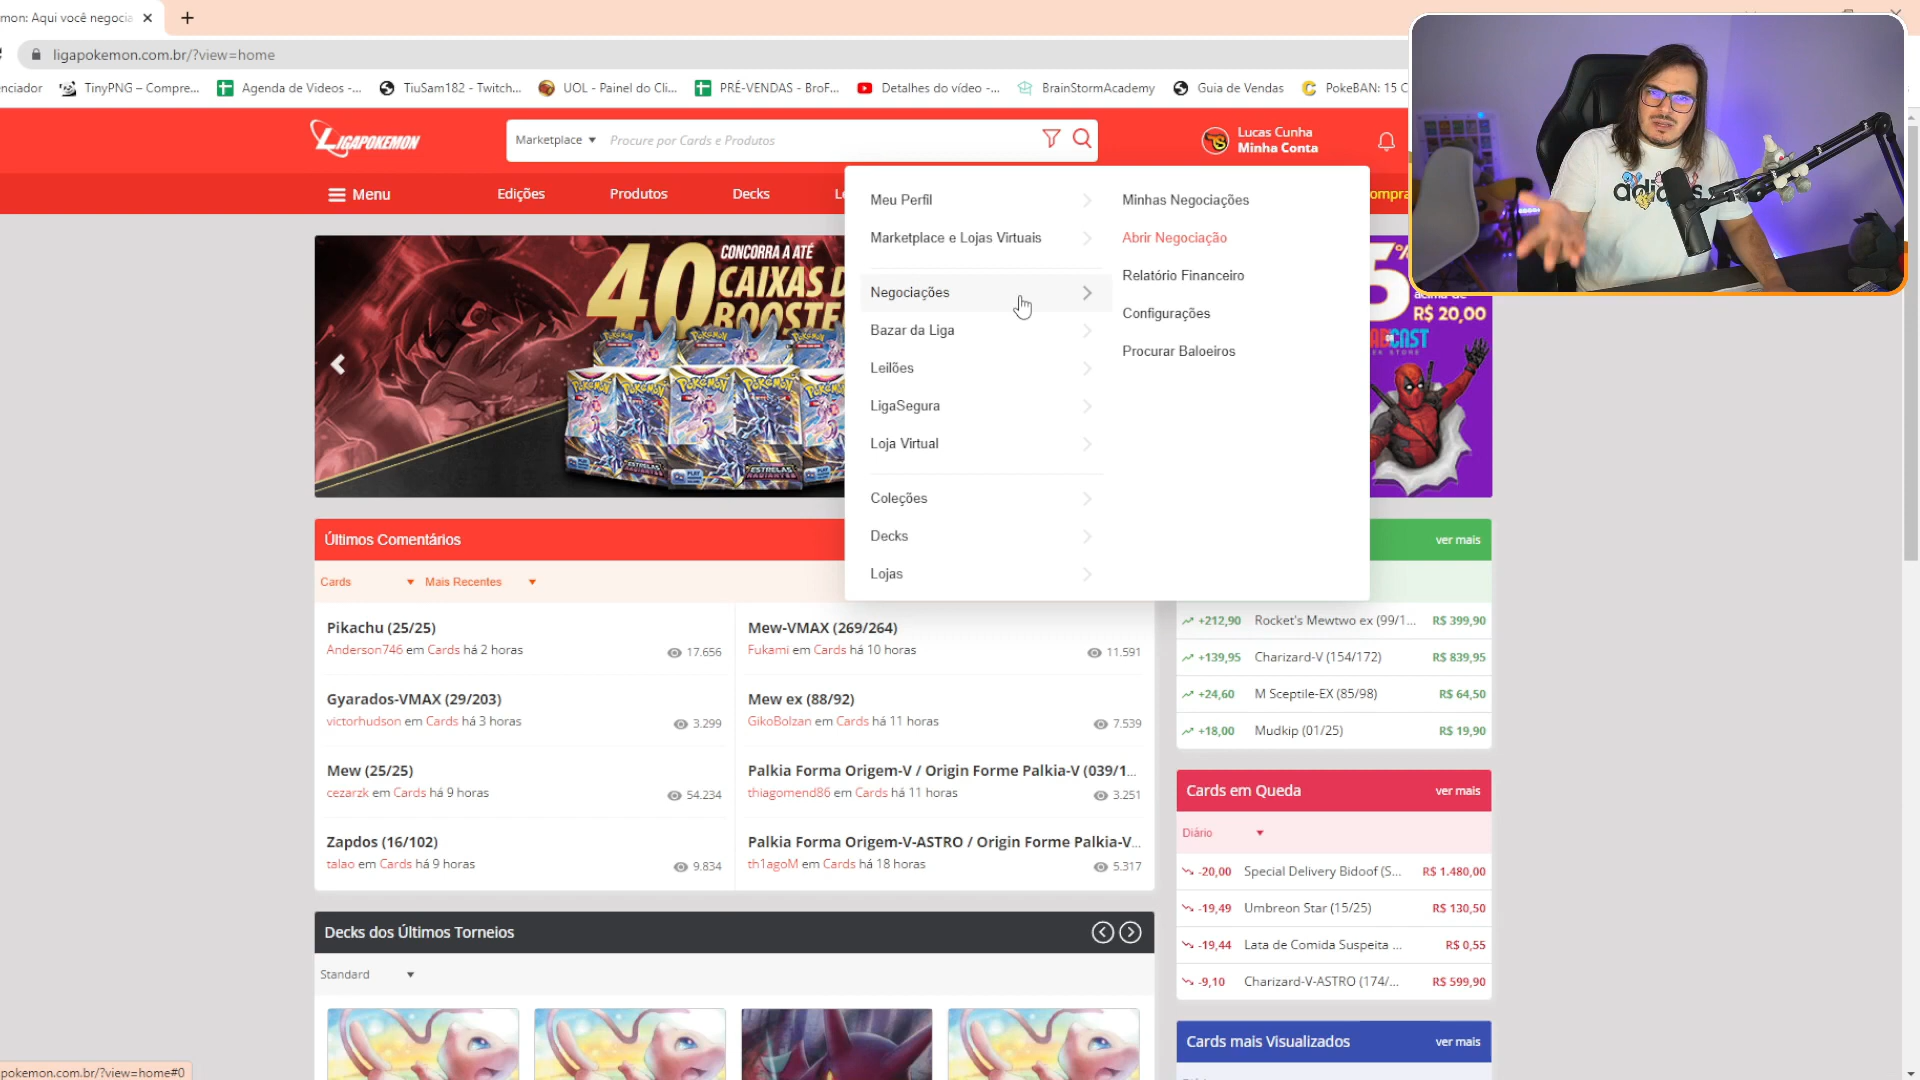 mon: Aqui você negocia
ligapokemon.com.br/?view=home
enciador
TinyPNG – Compre...
Agenda de Videos -...
TiuSam182 - Twitch...
UOL - Painel do Cli...
PRÉ-VENDAS - BroF...
Detalhes do vídeo -...
BrainStormAcademy
Guia de Vendas
PokeBAN: 15 C
LIGAPOKEMON
Marketplace
Procure por Cards e Produtos
Lucas Cunha
Minha Conta
Menu
Edições
Produtos
Decks
ompra
Meu Perfil
Marketplace e Lojas Virtuais
Negociações
Bazar da Liga
Leilões
LigaSegura
Loja Virtual
Coleções
Decks
Lojas
Minhas Negociações
Abrir Negociação
Relatório Financeiro
Configurações
Procurar Baloeiros
adidas
CONCORRA A ATÉ
40
CAIXAS D
BOOSTE
5%
acima de
R$ 20,00
Últimos Comentários
Cards
Mais Recentes
Pikachu (25/25)
Anderson746 em Cards há 2 horas
17.656
Gyarados-VMAX (29/203)
victorhudson em Cards há 3 horas
3.299
Mew (25/25)
cezarzk em Cards há 9 horas
54.234
Zapdos (16/102)
talao em Cards há 9 horas
9.834
Mew-VMAX (269/264)
Fukami em Cards há 10 horas
11.591
Mew ex (88/92)
GikoBolzan em Cards há 11 horas
7.539
Palkia Forma Origem-V / Origin Forme Palkia-V (039/1...
thiagomend86 em Cards há 11 horas
3.251
Palkia Forma Origem-V-ASTRO / Origin Forme Palkia-V...
th1agoM em Cards há 18 horas
5.317
ver mais
+212,90 Rocket's Mewtwo ex (99/1... R$ 399,90
+139,95 Charizard-V (154/172) R$ 839,95
+24,60 M Sceptile-EX (85/98) R$ 64,50
+18,00 Mudkip (01/25) R$ 19,90
Cards em Queda
ver mais
Diário
-20,00 Special Delivery Bidoof (S... R$ 1.480,00
-19,49 Umbreon Star (15/25) R$ 130,50
-19,44 Lata de Comida Suspeita ... R$ 0,55
-9,10 Charizard-V-ASTRO (174/... R$ 599,90
Cards mais Visualizados
ver mais
Decks dos Últimos Torneios
Standard
pokemon.com.br/?view=home#0